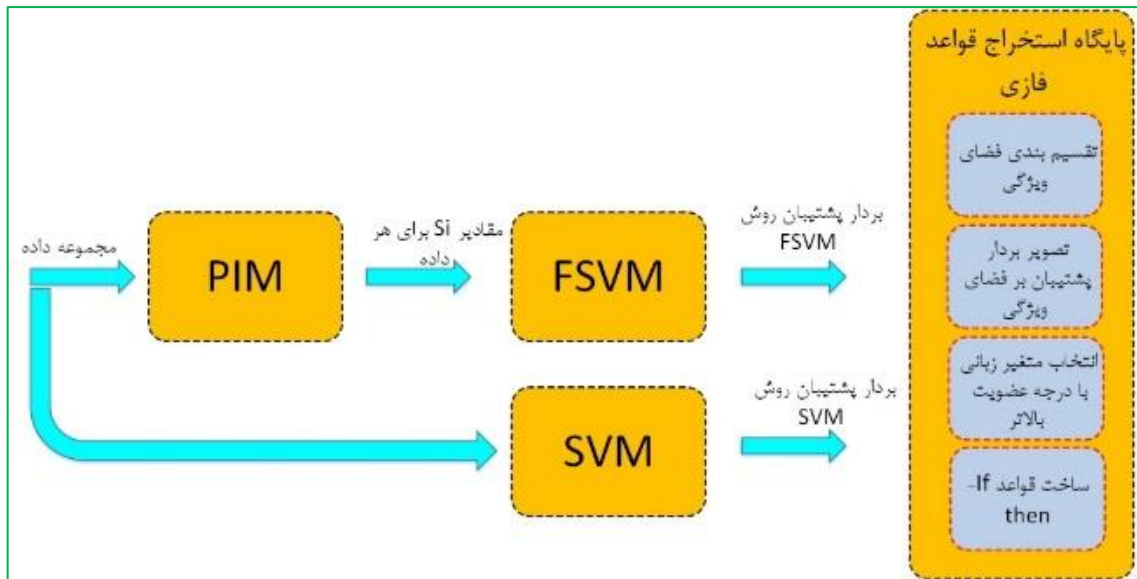 پایگاه استخراج قواعد
فازی
تقسیم بندی فضای
ویژگی
تصویر بردار
پشتیبان بر فضای
ویژگی
انتخاب متغیر زبانی
با درجه عضویت
بالاتر
ساخت قواعد If-
then
مجموعه داده
PIM
مقادیر Si برای هر
داده
FSVM
بردار پشتیبان روش
FSVM
SVM
بردار پشتیبان روش
SVM